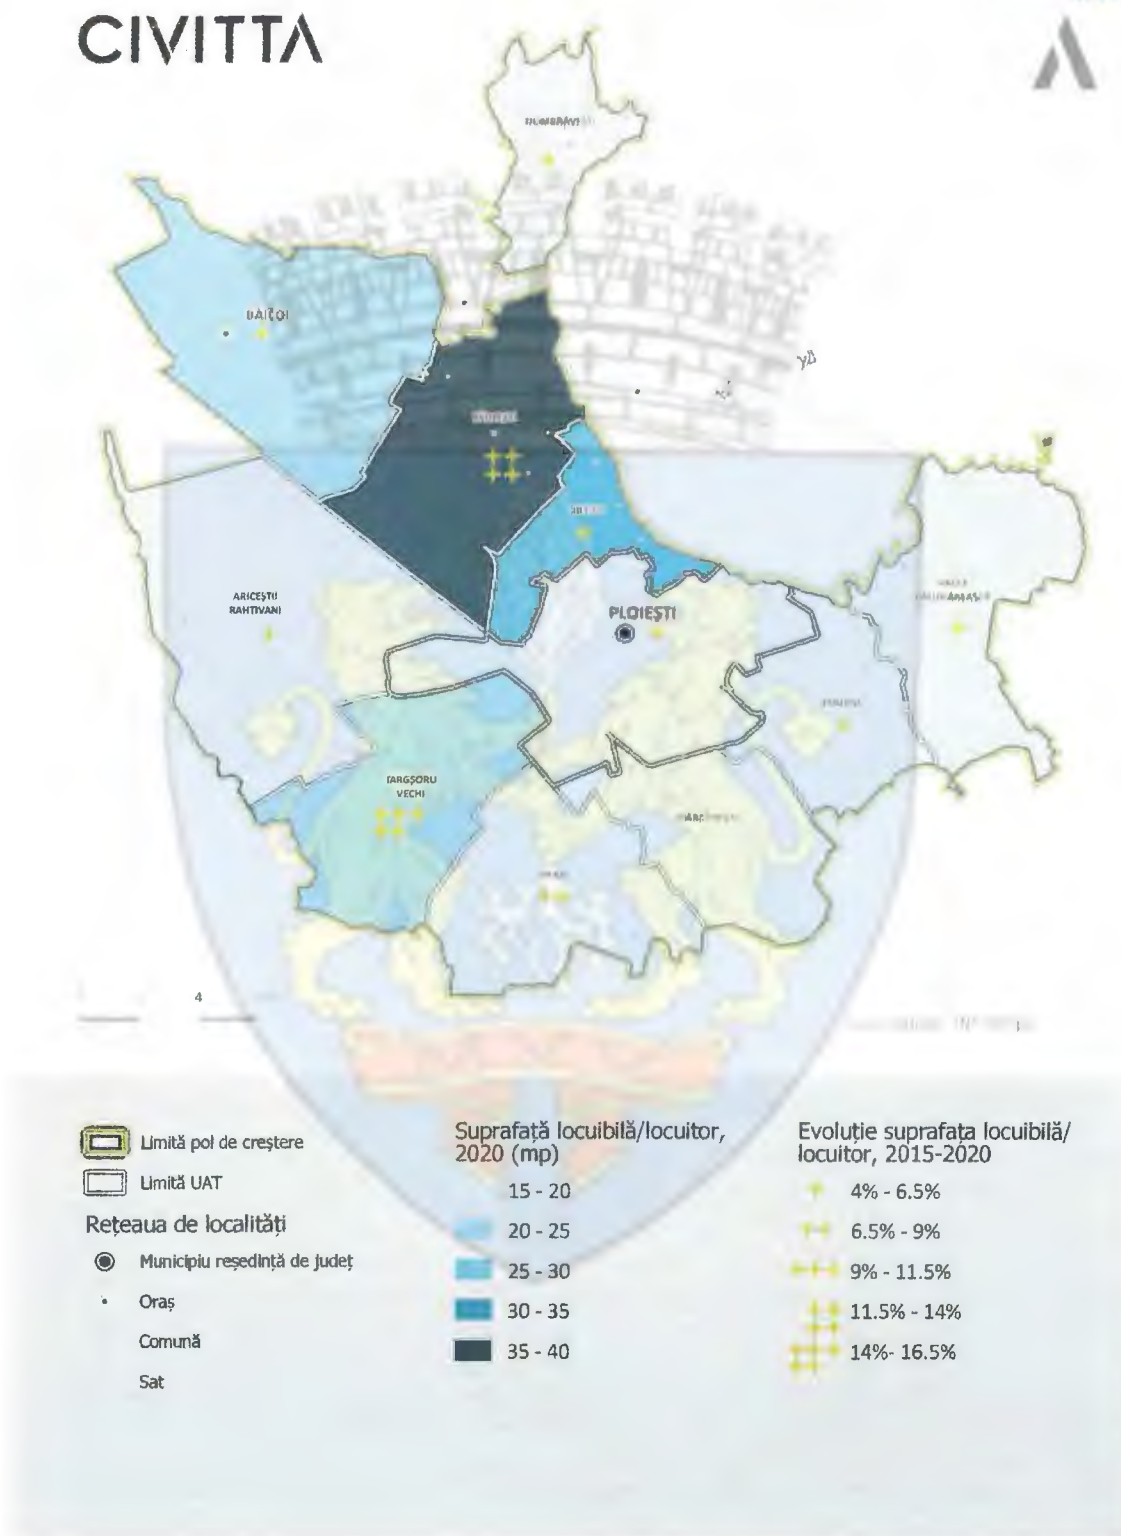 CIVITTA
ARICEȘTII
RAHTIVANI
PLOIEȘTI
TARGȘORU
VECHI
4
Limită pol de creștere
Limită UAT
Rețeaua de localități
Municipiu reședință de județ
Oraș
Comună
Sat
Suprafață locuibilă/locuitor,
2020 (mp)
15 - 20
20 - 25
25 - 30
30 - 35
35 - 40
Evoluție suprafața locuibilă/
locuitor, 2015-2020
4% - 6.5%
6.5% - 9%
9% - 11.5%
11.5% - 14%
14%- 16.5%